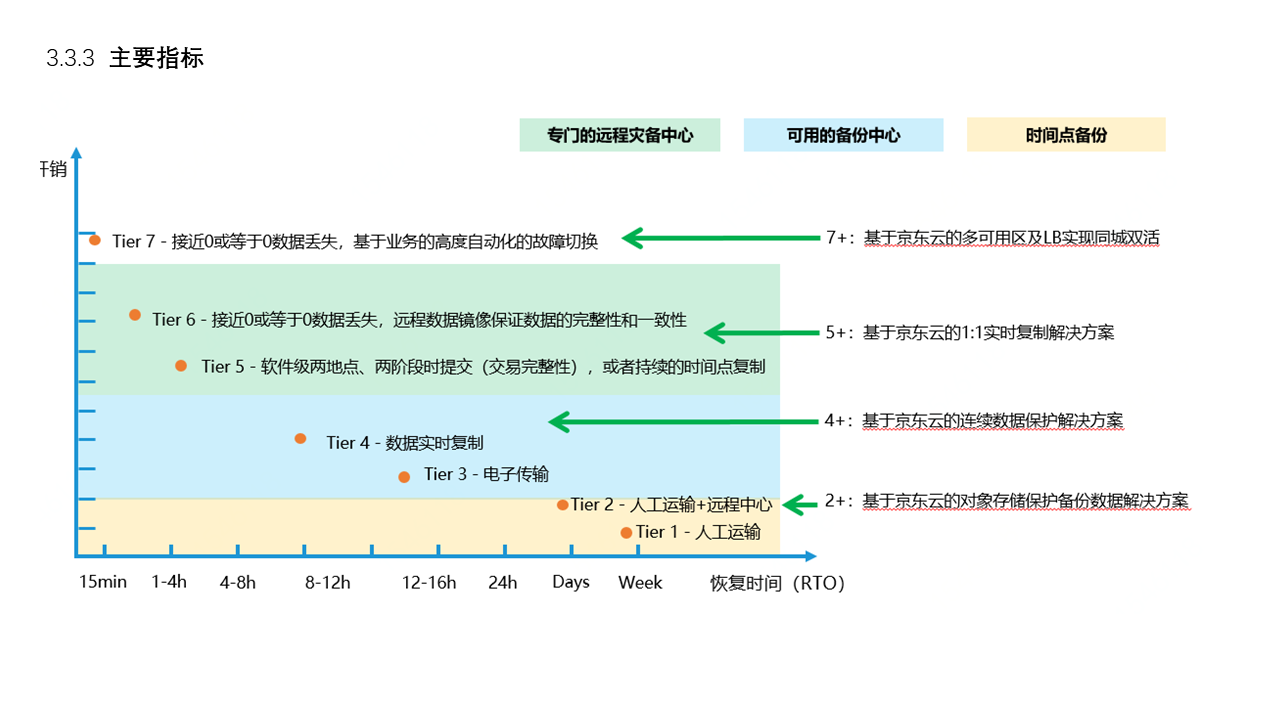 3.3.3 主要指标
专门的远程灾备中心
可用的备份中心
时间点备份
销
Tier 7 - 接近0或等于0数据丢失，基于业务的高度自动化的故障切换
7+：基于京东云的多可用区及LB实现同城双活
Tier 6 - 接近0或等于0数据丢失，远程数据镜像保证数据的完整性和一致性
5+：基于京东云的1:1实时复制解决方案
Tier 5 - 软件级两地点、两阶段时提交（交易完整性），或者持续的时间点复制
4+：基于京东云的连续数据保护解决方案
Tier 4 - 数据实时复制
Tier 3 - 电子传输
Tier 2 - 人工运输+远程中心
2+：基于京东云的对象存储保护备份数据解决方案
Tier 1 - 人工运输
15min
1-4h
4-8h
8-12h
12-16h
24h
Days
Week
恢复时间（RTO）